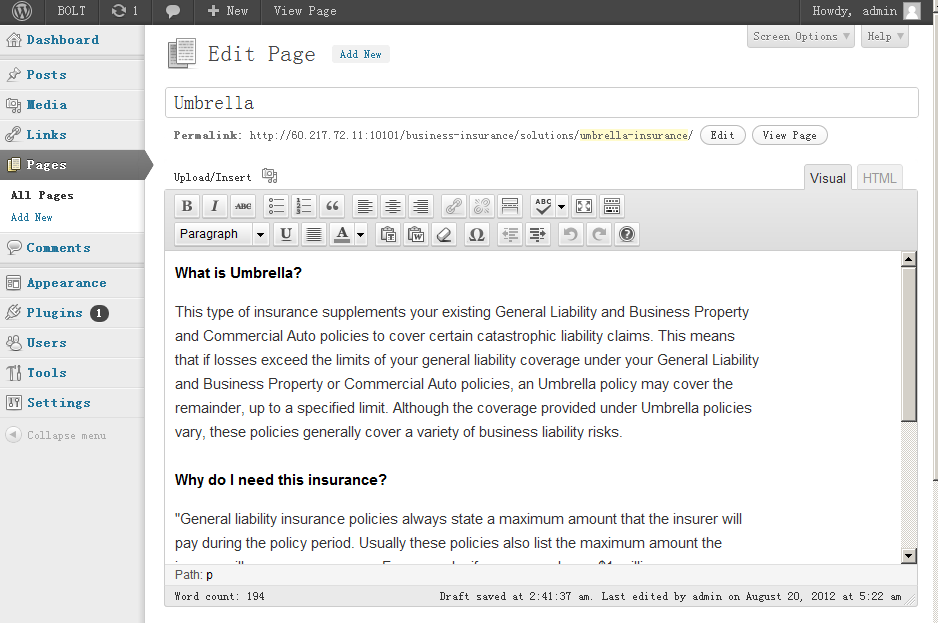 BOLT 1 New View Page Howdy, admin
Screen Options Help
Dashboard
Posts
Media
Links
Pages
All Pages
Add New
Comments
Appearance
Plugins 1
Users
Tools
Settings
Collapse menu
Edit Page Add New
Umbrella
Permalink: http://60.217.72.11:10101/business-insurance/solutions/umbrella-insurance/ Edit View Page
Upload/Insert Visual HTML
B I ABC ABC
Paragraph U A T W Ω ?
What is Umbrella?
This type of insurance supplements your existing General Liability and Business Property
and Commercial Auto policies to cover certain catastrophic liability claims. This means
that if losses exceed the limits of your general liability coverage under your General Liability
and Business Property or Commercial Auto policies, an Umbrella policy may cover the
remainder, up to a specified limit. Although the coverage provided under Umbrella policies
vary, these policies generally cover a variety of business liability risks.
Why do I need this insurance?
"General liability insurance policies always state a maximum amount that the insurer will
pay during the policy period. Usually these policies also list the maximum amount the
Path: p
Word count: 194 Draft saved at 2:41:37 am. Last edited by admin on August 20, 2012 at 5:22 am